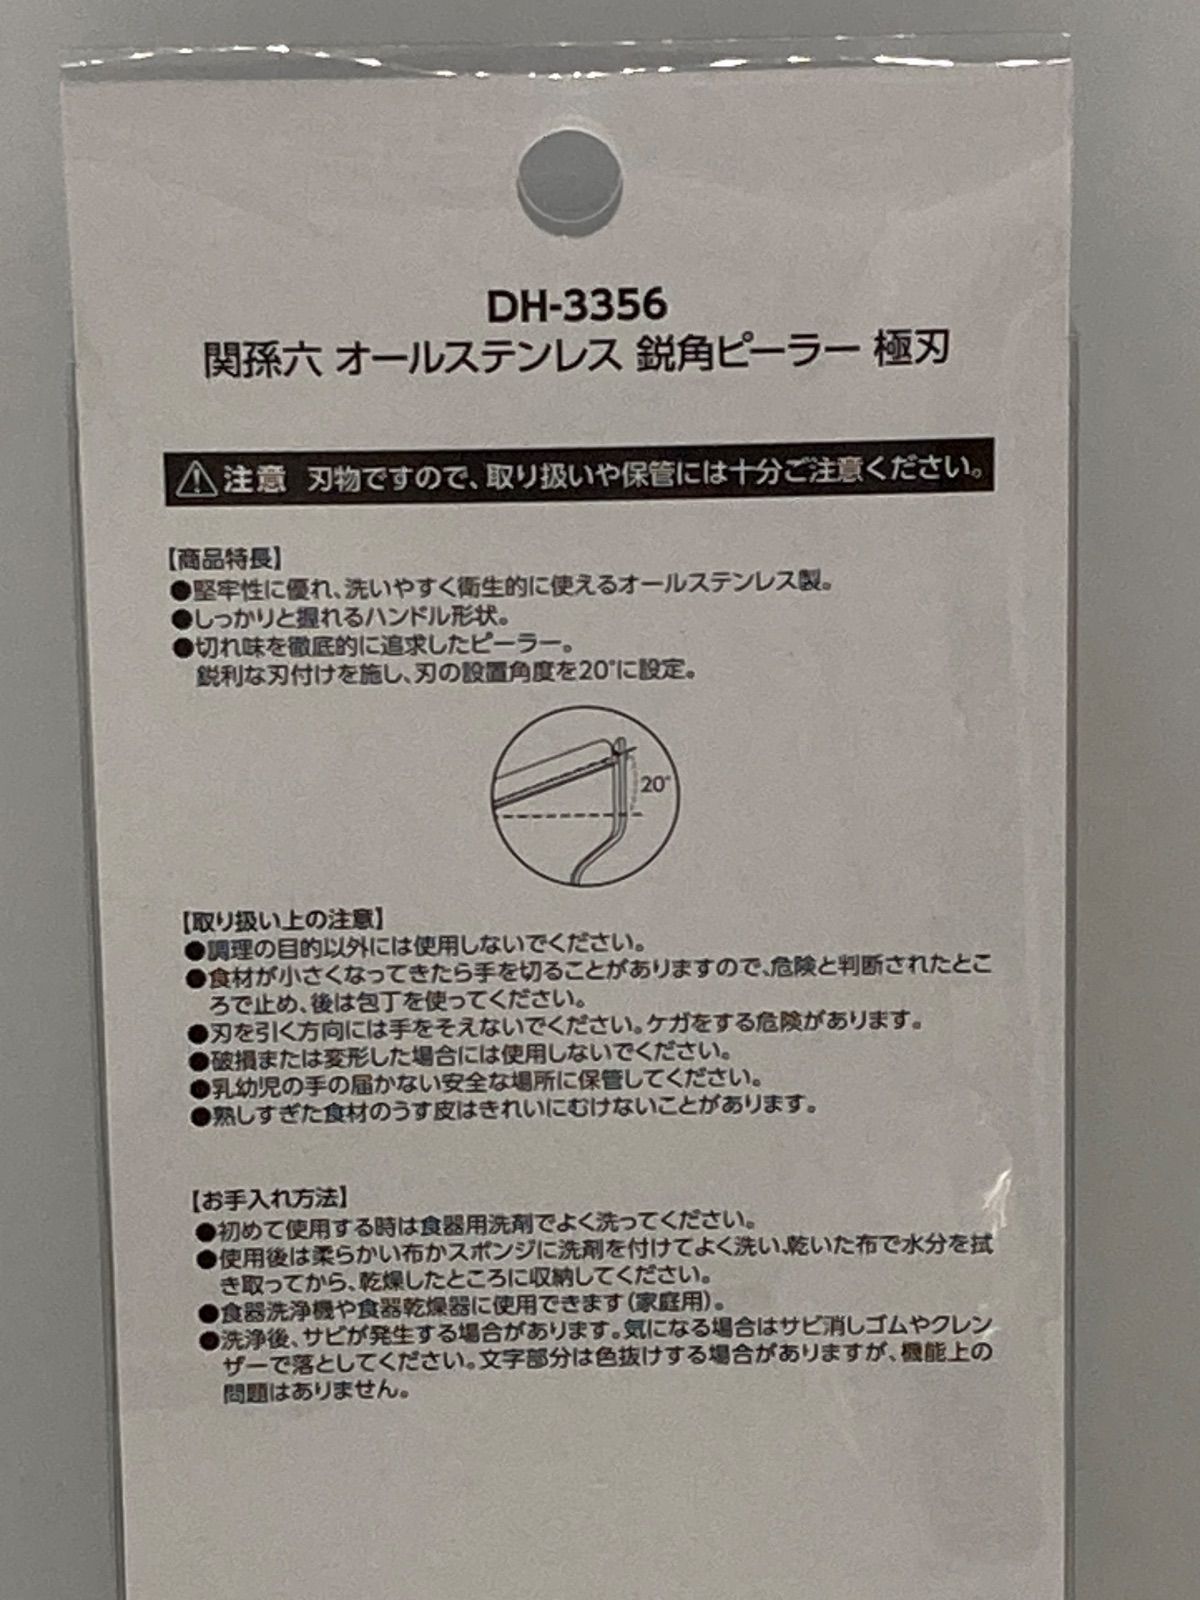 DH-3356
関孫六 オールステンレス 鋭角ピーラー 極刃
注意 刃物ですので、取り扱いや保管には十分ご注意ください。
【商品特長】
●堅牢性に優れ、洗いやすく衛生的に使えるオールステンレス製。
●しっかりと握れるハンドル形状。
●切れ味を徹底的に追求したピーラー。
鋭利な刃付けを施し、刃の設置角度を20°に設定。
20°
【取り扱い上の注意】
●調理の目的以外には使用しないでください。
●食材が小さくなってきたら手を切ることがありますので、危険と判断されたとこ
ろで止め、後は包丁を使ってください。
●刃を引く方向には手をそえないでください。ケガをする危険があります。
●破損または変形した場合には使用しないでください。
●乳幼児の手の届かない安全な場所に保管してください。
●熟しすぎた食材のうす皮はきれいにむけないことがあります。
【お手入れ方法】
●初めて使用する時は食器用洗剤でよく洗ってください。
●使用後は柔らかい布かスポンジに洗剤を付けてよく洗い、乾いた布で水分を拭
き取ってから、乾燥したところに収納してください。
●食器洗浄機や食器乾燥器に使用できます(家庭用)。
●洗浄後、サビが発生する場合があります。気になる場合はサビ消しゴムやクレン
ザーで落としてください。文字部分は色抜けする場合がありますが、機能上の
問題はありません。